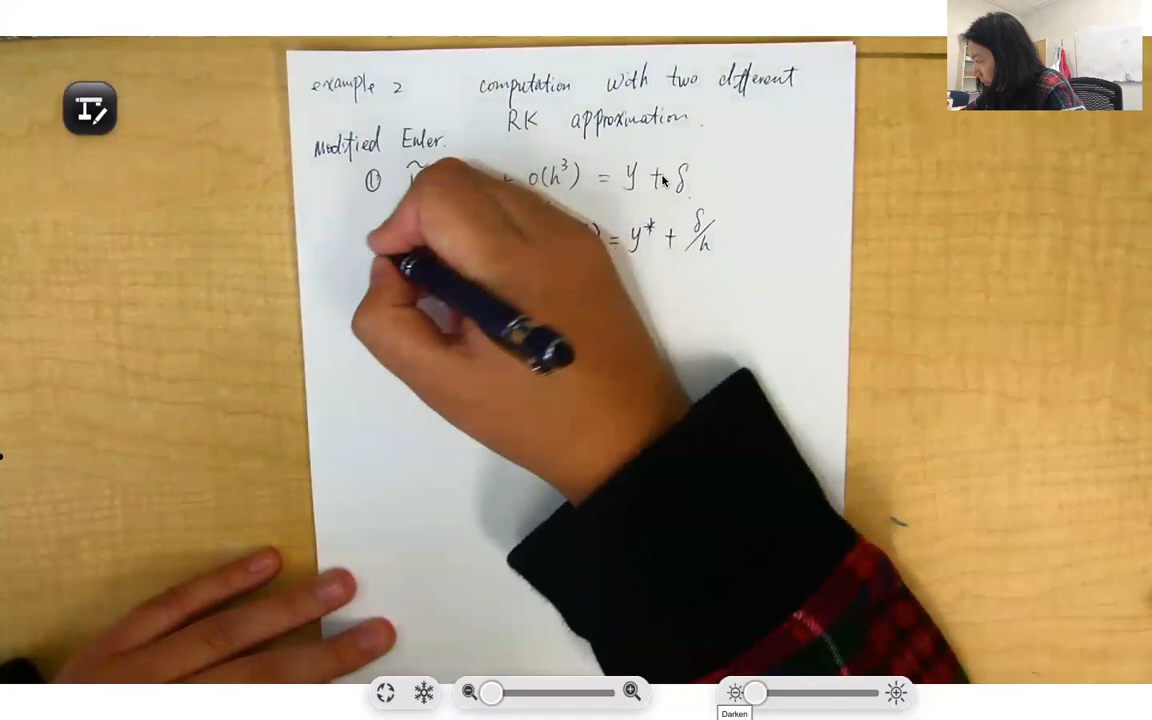 example 2 computation with two different
RK approximation.
Modified Euler.
① + O(h³) = y + δ
) = y* + δ/h
Darken